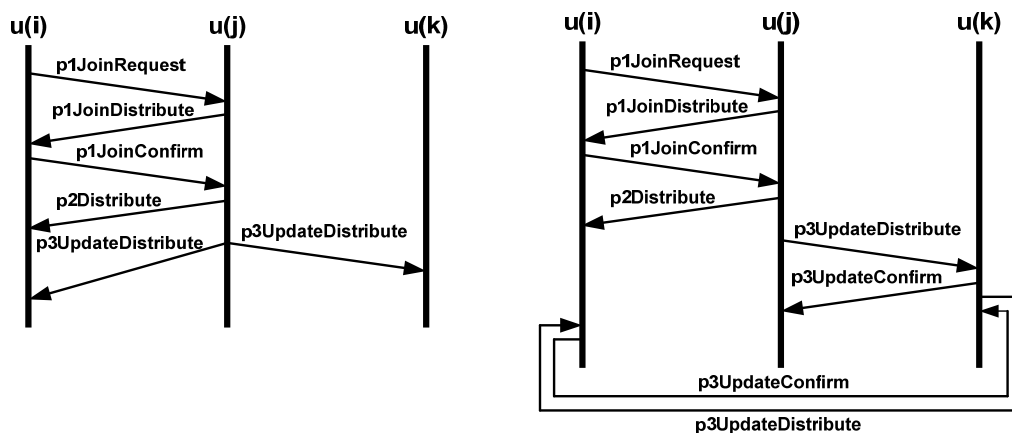 u(i) u(j) u(k)
p1JoinRequest
p1JoinDistribute
p1JoinConfirm
p2Distribute
p3UpdateDistribute
p3UpdateDistribute
u(i) u(j) u(k)
p1JoinRequest
p1JoinDistribute
p1JoinConfirm
p2Distribute
p3UpdateDistribute
p3UpdateConfirm
p3UpdateConfirm
p3UpdateDistribute